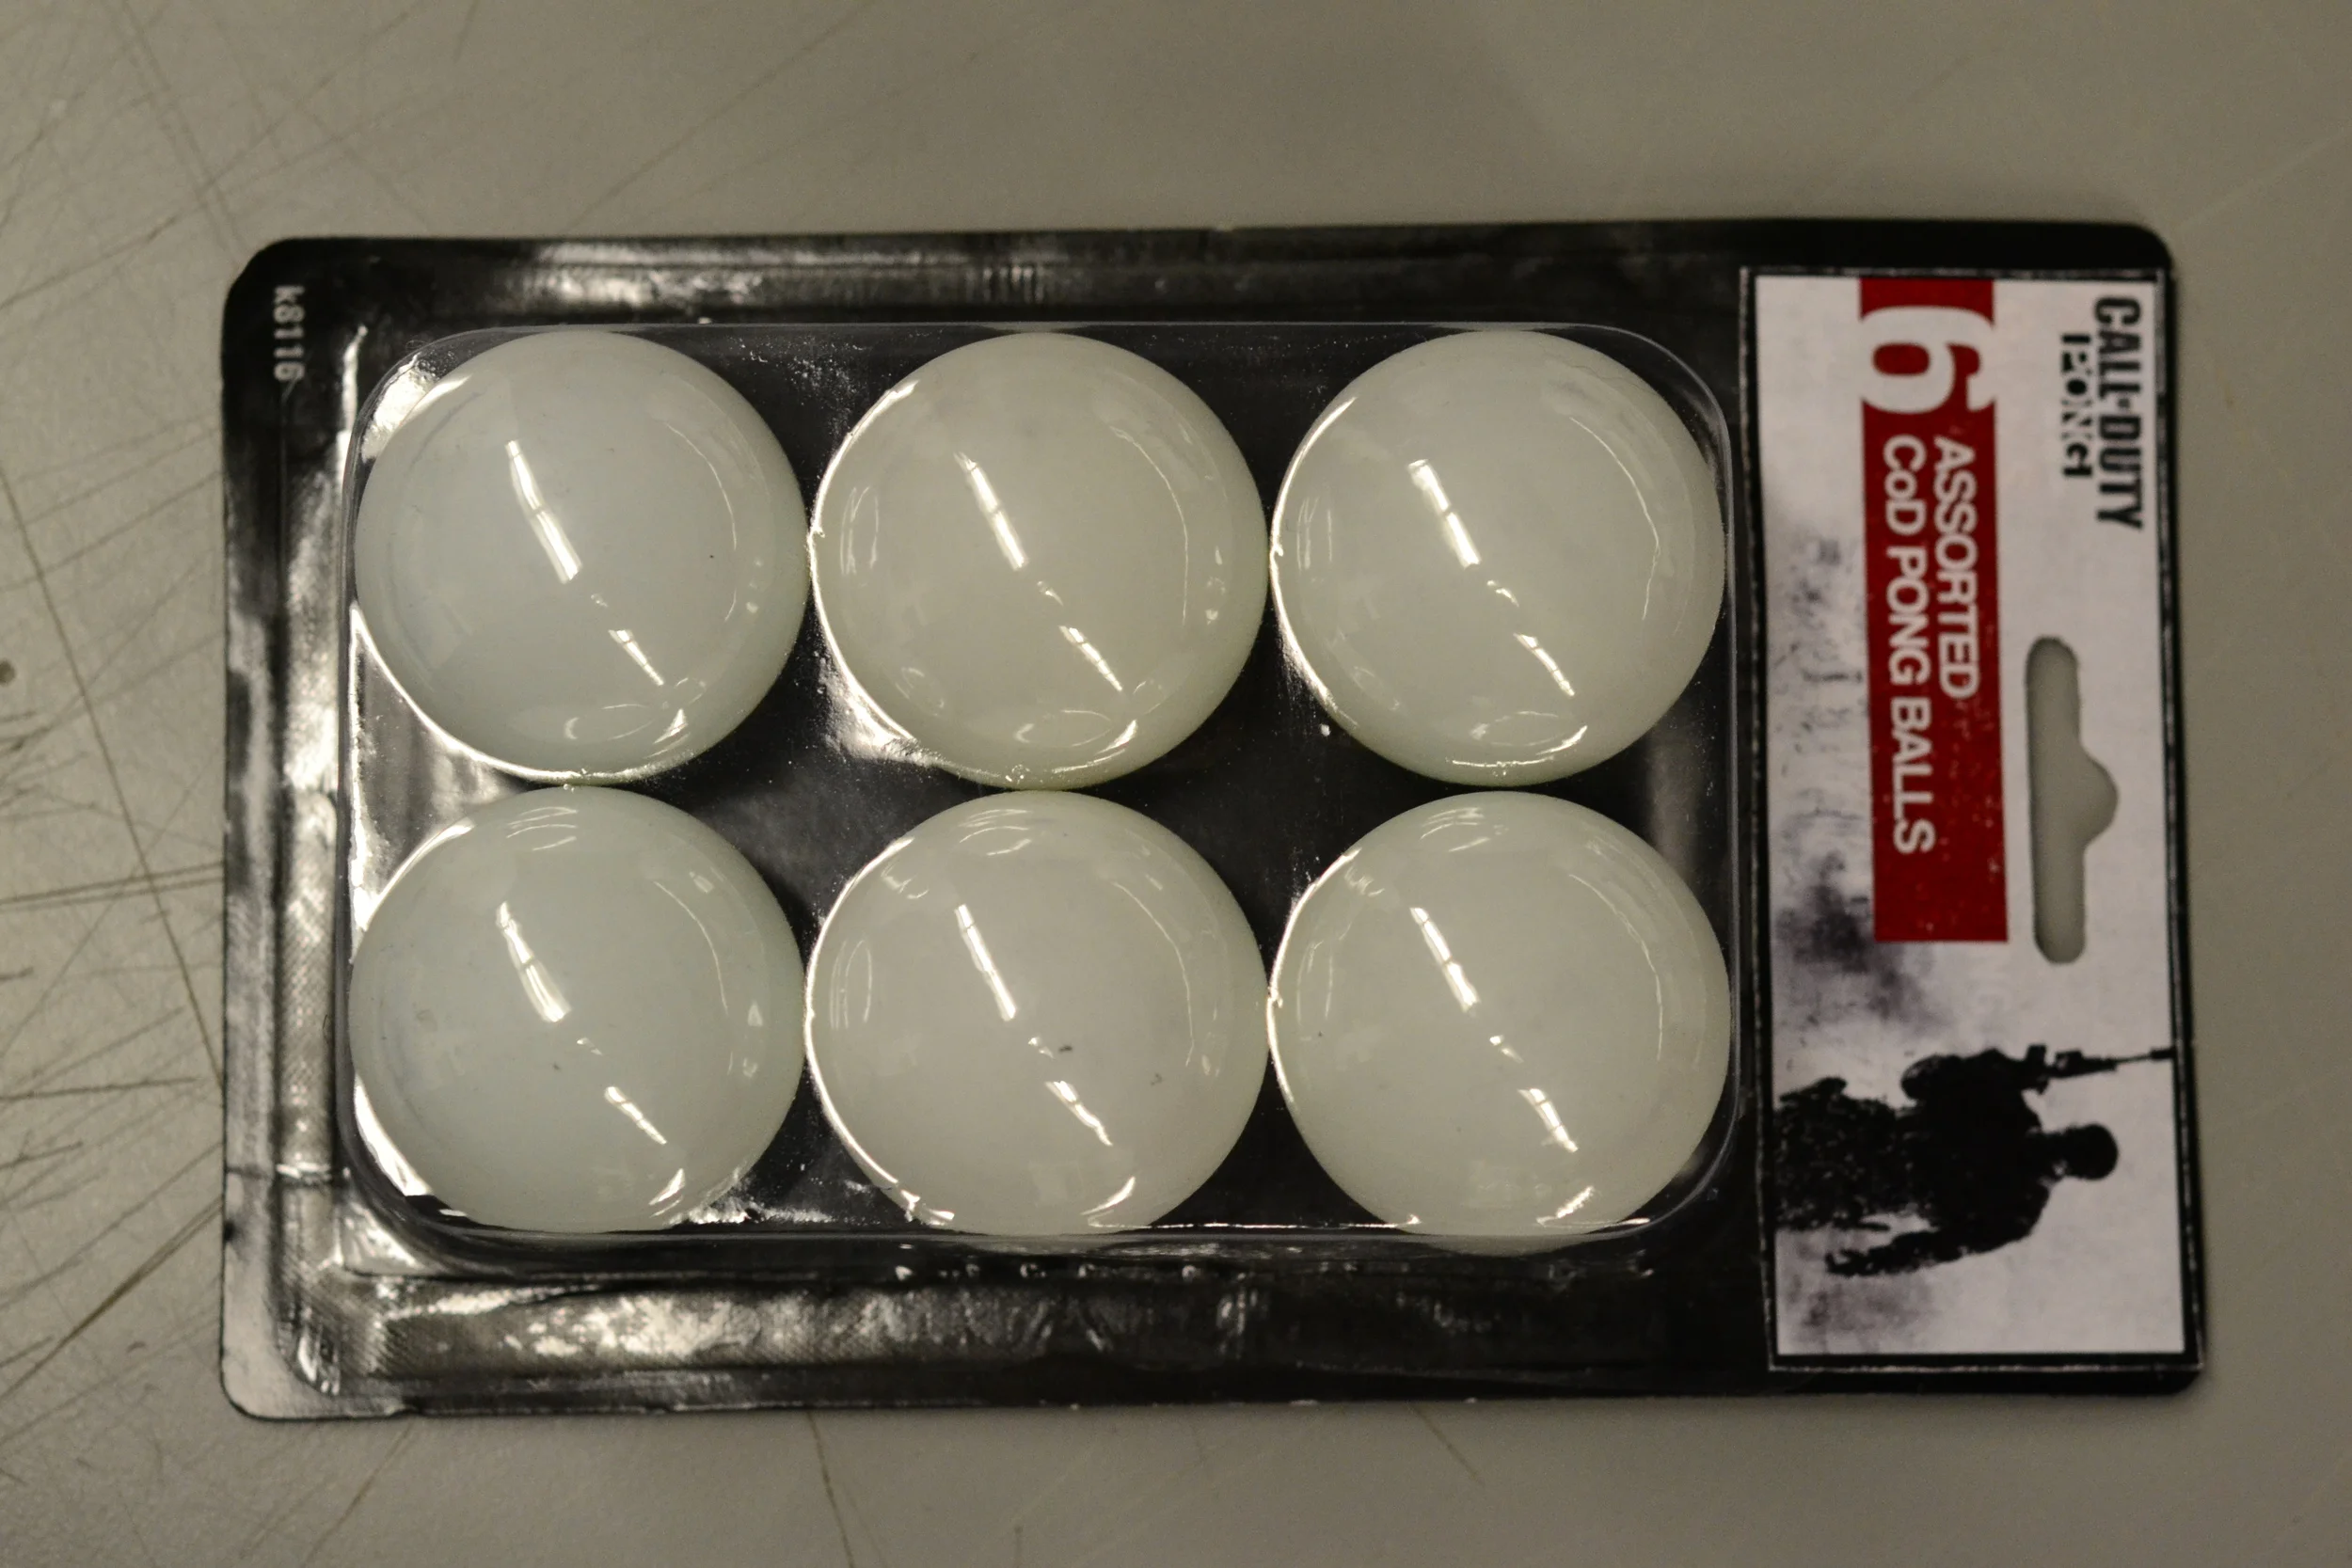 CALL·DUTY
PONG
6 ASSORTED
CoD PONG BALLS
k8116